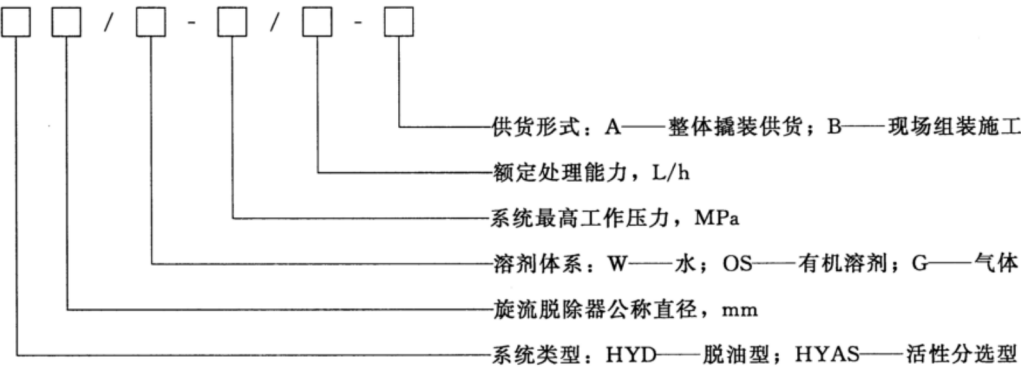 □ □ / □ - □ / □ - □
供货形式：A——整体撬装供货；B——现场组装施工
额定处理能力，L/h
系统最高工作压力，MPa
溶剂体系：W——水；OS——有机溶剂；G——气体
旋流脱除器公称直径，mm
系统类型：HYD——脱油型；HYAS——活性分选型